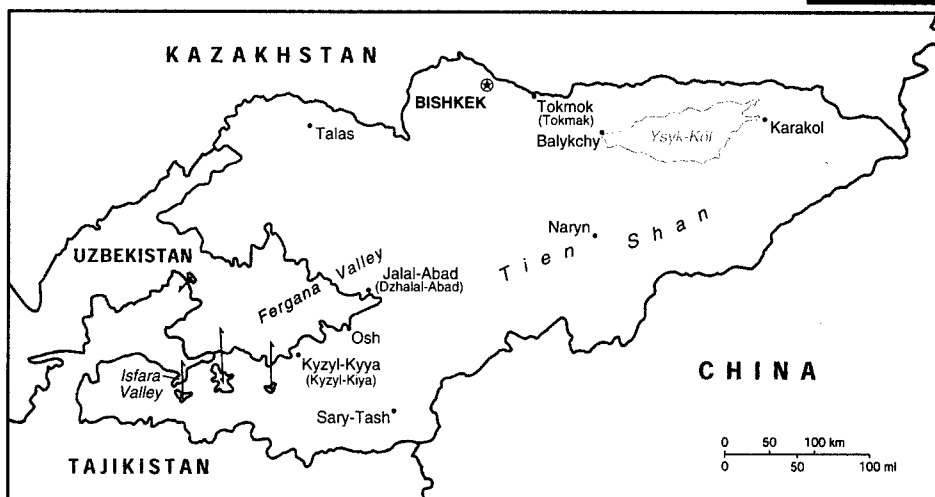 KAZAKHSTAN
BISHKEK
Tokmok
(Tokmak)
Talas
Balykchy
Ysyk-Köl
Karakol
Naryn
Tien Shan
UZBEKISTAN
Fergana Valley
Jalal-Abad
(Dzhalal-Abad)
Osh
Kyzyl-Kyya
(Kyzyl-Kiya)
Isfara
Valley
Sary-Tash
CHINA
TAJIKISTAN
0 50 100 km
0 50 100 mi